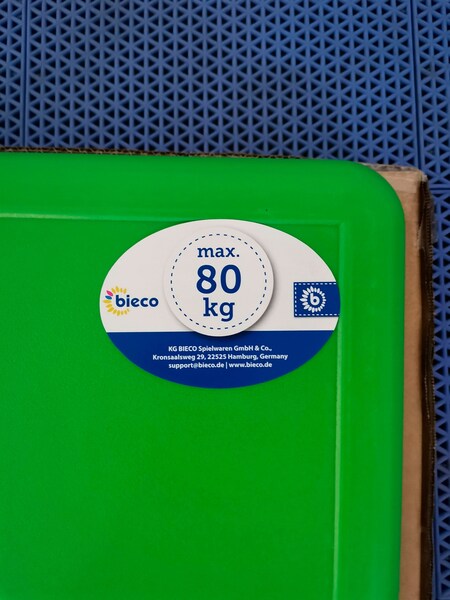 max.
80
kg
bieco
b
KG BIECO Spielwaren GmbH & Co.,
Kronsaalsweg 29, 22525 Hamburg, Germany
support@bieco.de | www.bieco.de